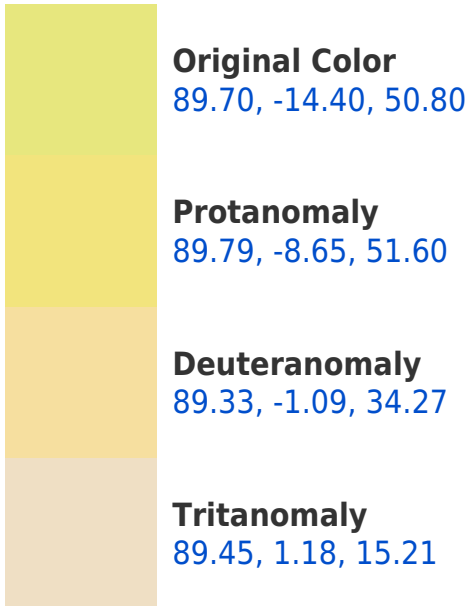 Original Color
89.70, -14.40, 50.80
Protanomaly
89.79, -8.65, 51.60
Deuteranomaly
89.33, -1.09, 34.27
Tritanomaly
89.45, 1.18, 15.21